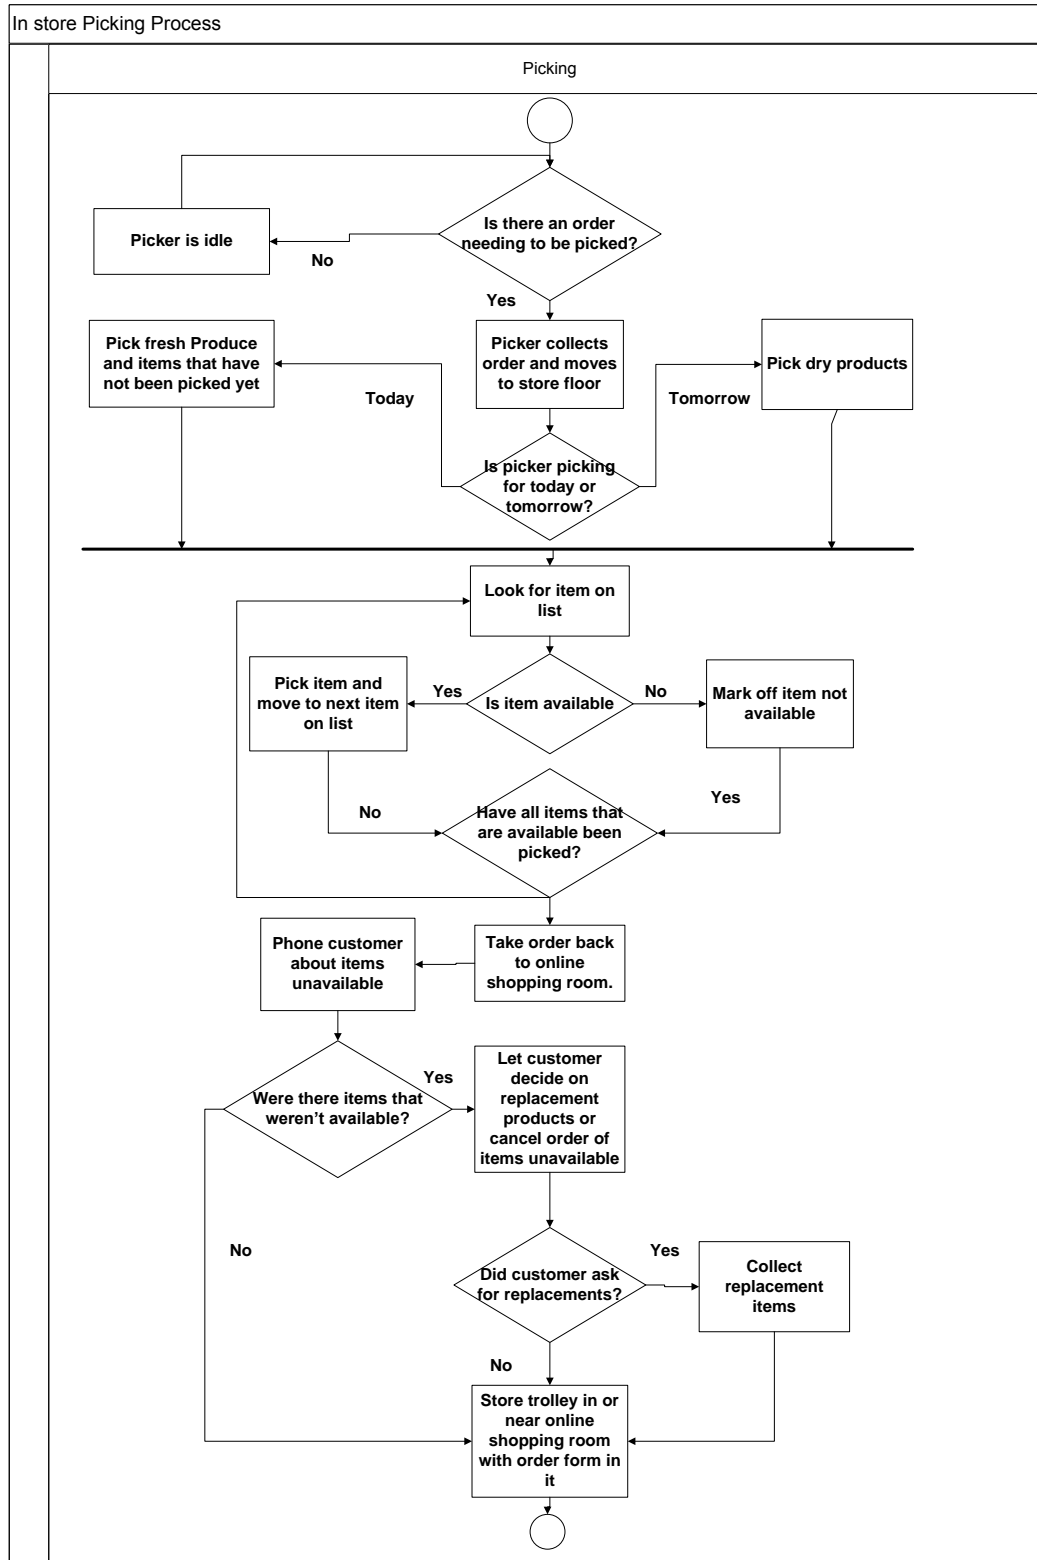 In store Picking Process
Picking
Is there an order
needing to be picked?
Picker is idle
No
Yes
Pick fresh Produce
and items that have
not been picked yet
Picker collects
order and moves
to store floor
Pick dry products
Today
Tomorrow
Is picker picking
for today or
tomorrow?
Look for item on
list
Pick item and
move to next item
on list
Yes
Is item available
No
Mark off item not
available
No
Yes
Have all items that
are available been
picked?
Phone customer
about items
unavailable
Take order back
to online
shopping room.
Were there items that
weren't available?
Yes
Let customer
decide on
replacement
products or
cancel order of
items unavailable
No
Did customer ask
for replacements?
Yes
Collect
replacement
items
No
Store trolley in or
near online
shopping room
with order form in
it